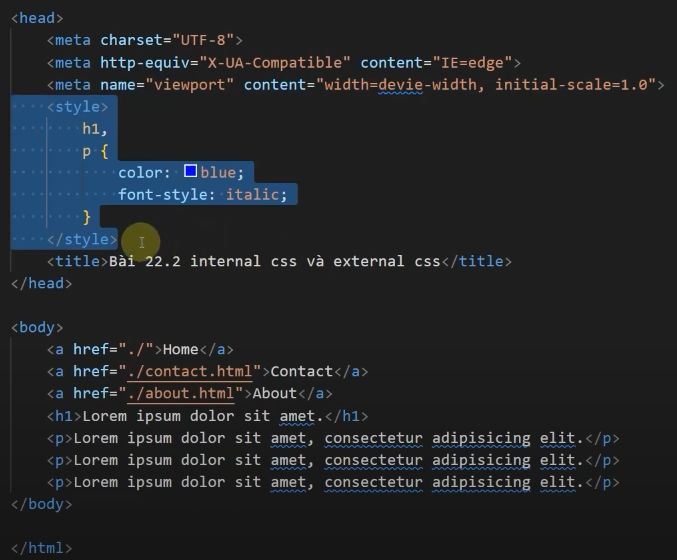 <head>
<meta charset="UTF-8">
<meta http-equiv="X-UA-Compatible" content="IE=edge">
<meta name="viewport" content="width=devie-width, initial-scale=1.0">
<style>
h1,
p {
color: blue;
font-style: italic;
}
</style>
<title>Bài 22.2 internal css và external css</title>
</head>
<body>
<a href="./">Home</a>
<a href="./contact.html">Contact</a>
<a href="./about.html">About</a>
<h1>Lorem ipsum dolor sit amet.</h1>
<p>Lorem ipsum dolor sit amet, consectetur adipisicing elit.</p>
<p>Lorem ipsum dolor sit amet, consectetur adipisicing elit.</p>
<p>Lorem ipsum dolor sit amet, consectetur adipisicing elit.</p>
</body>
</html>